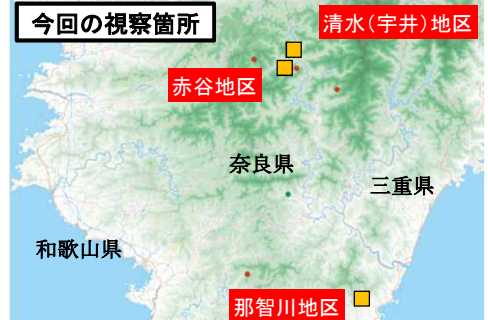 今回の視察箇所
清水(宇井)地区
赤谷地区
奈良県
三重県
和歌山県
那智川地区